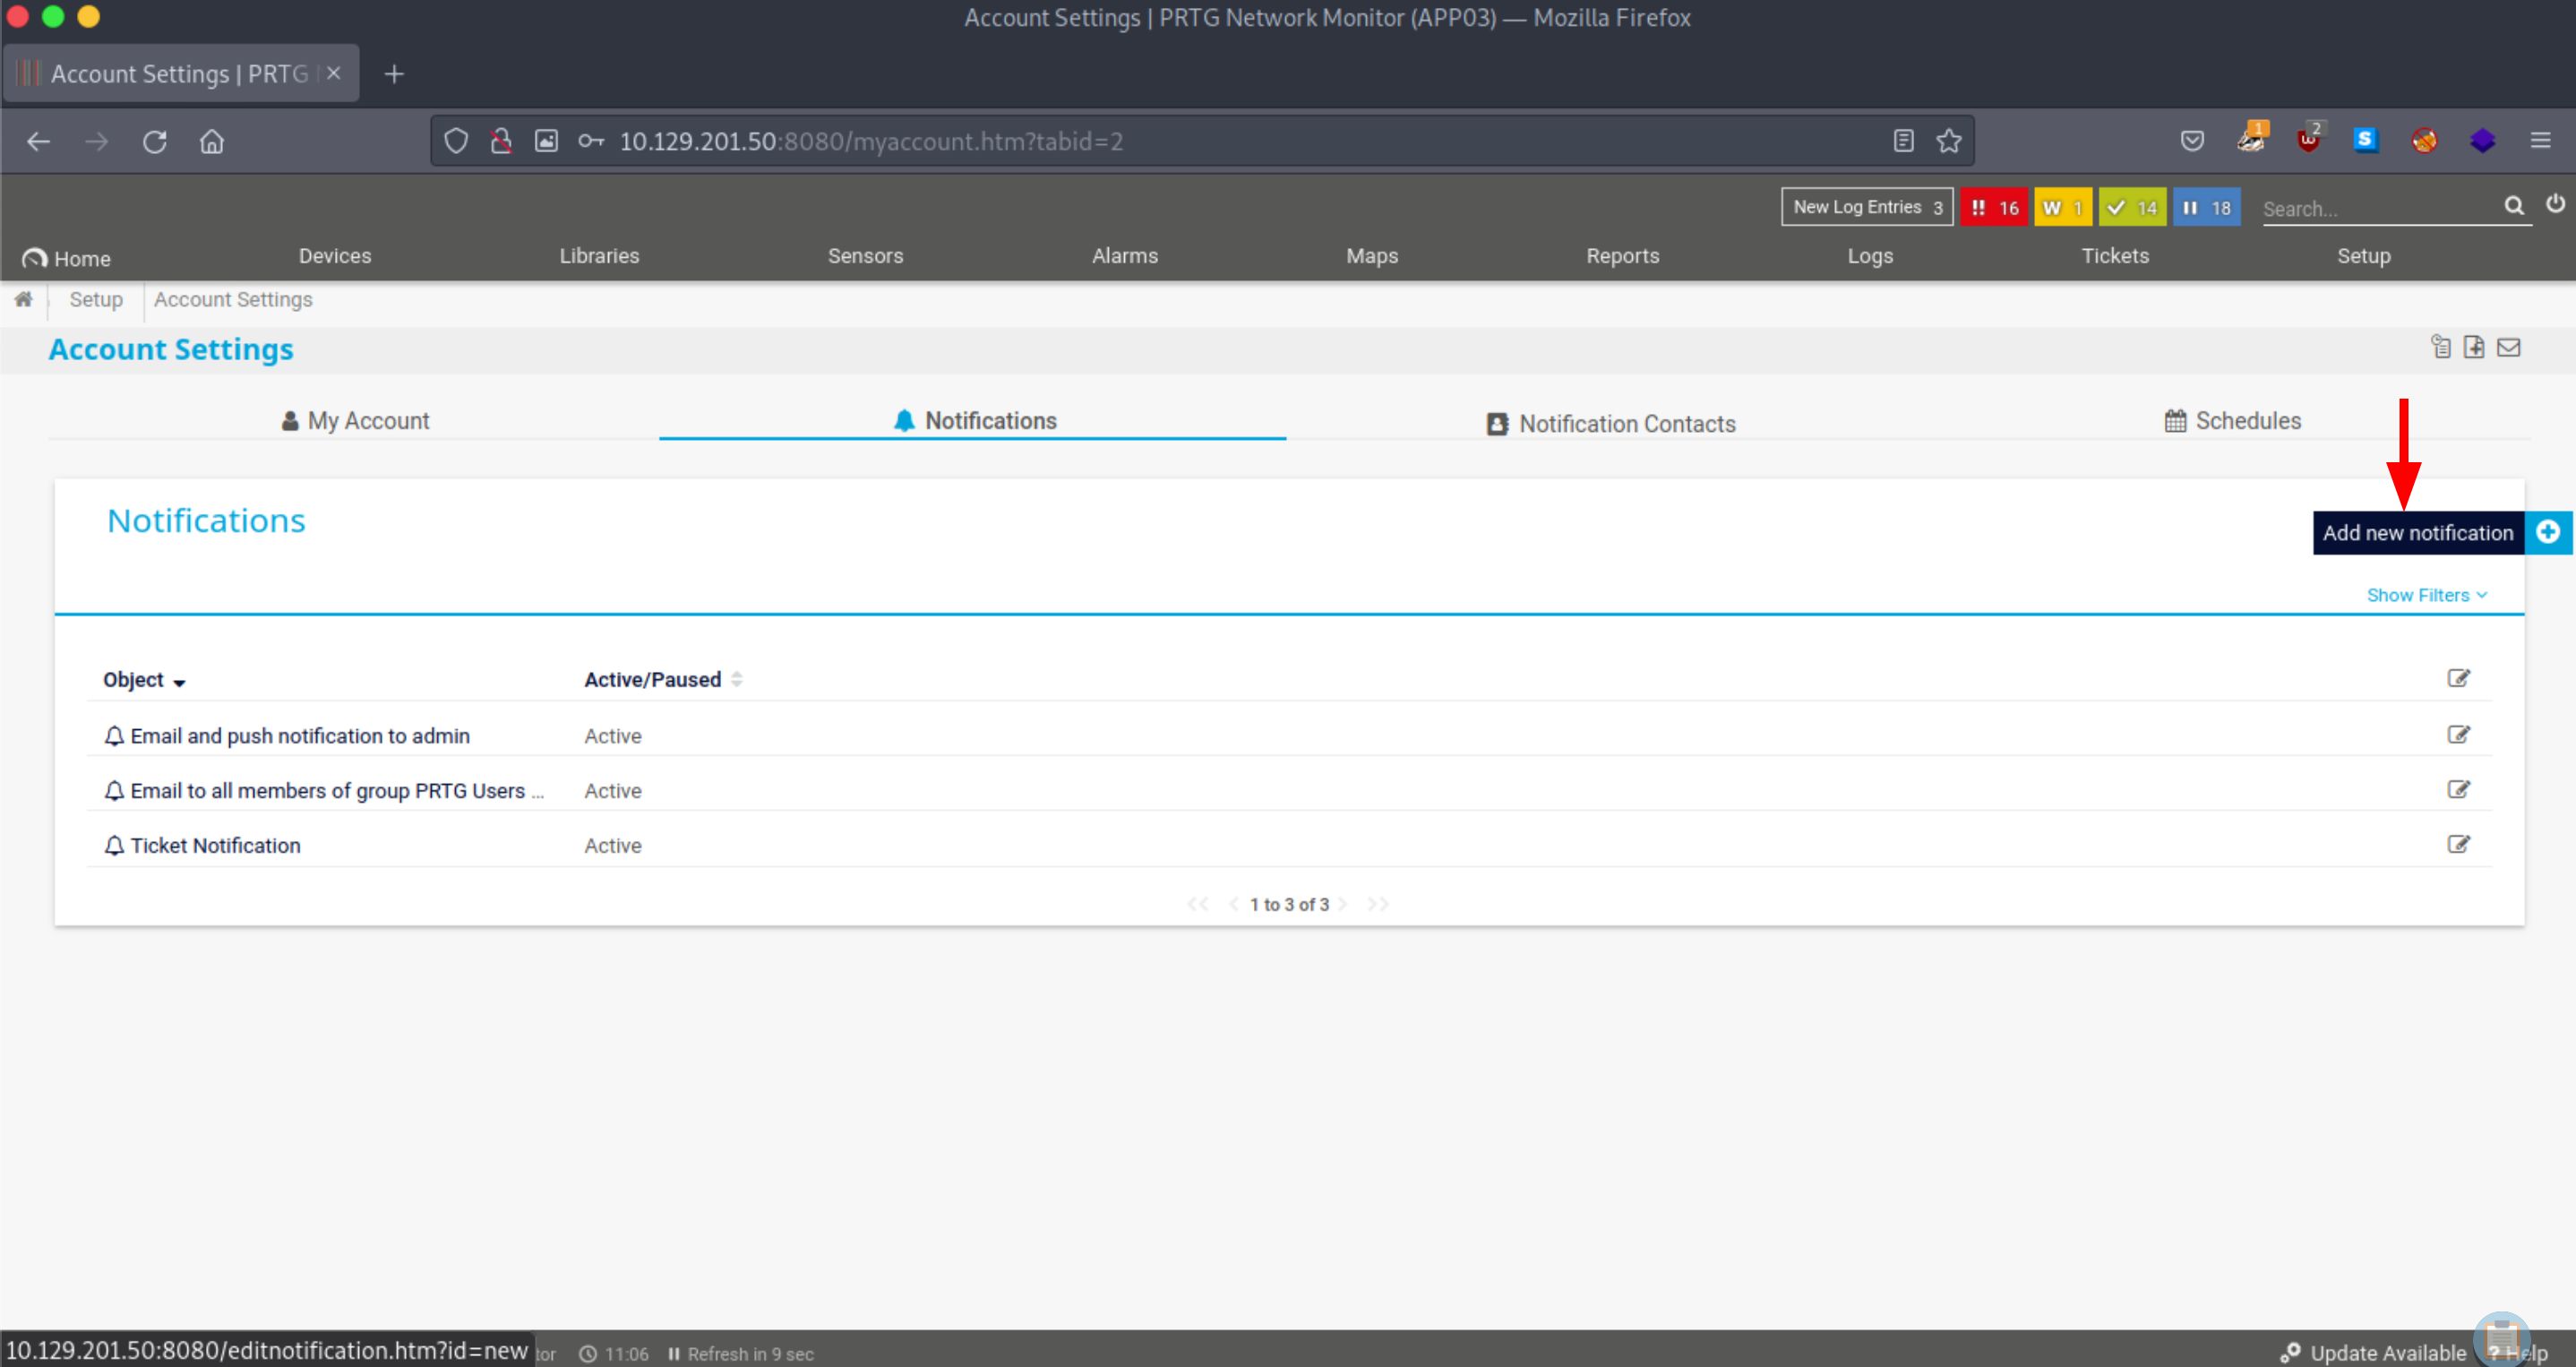 Account Settings | PRTG Network Monitor (APP03) — Mozilla Firefox
Account Settings | PRTG
10.129.201.50:8080/myaccount.htm?tabid=2
1
2
S
New Log Entries 3
!! 16
W 1
14
18
Search...
Home
Devices
Libraries
Sensors
Alarms
Maps
Reports
Logs
Tickets
Setup
Setup
Account Settings
Account Settings
My Account
Notifications
Notification Contacts
Schedules
Notifications
Add new notification
Show Filters
Object
Active/Paused
Email and push notification to admin
Active
Email to all members of group PRTG Users ...
Active
Ticket Notification
Active
<< < 1 to 3 of 3 > >>
10.129.201.50:8080/editnotification.htm?id=new
tor
11:06
Refresh in 9 sec
Update Available
? Help